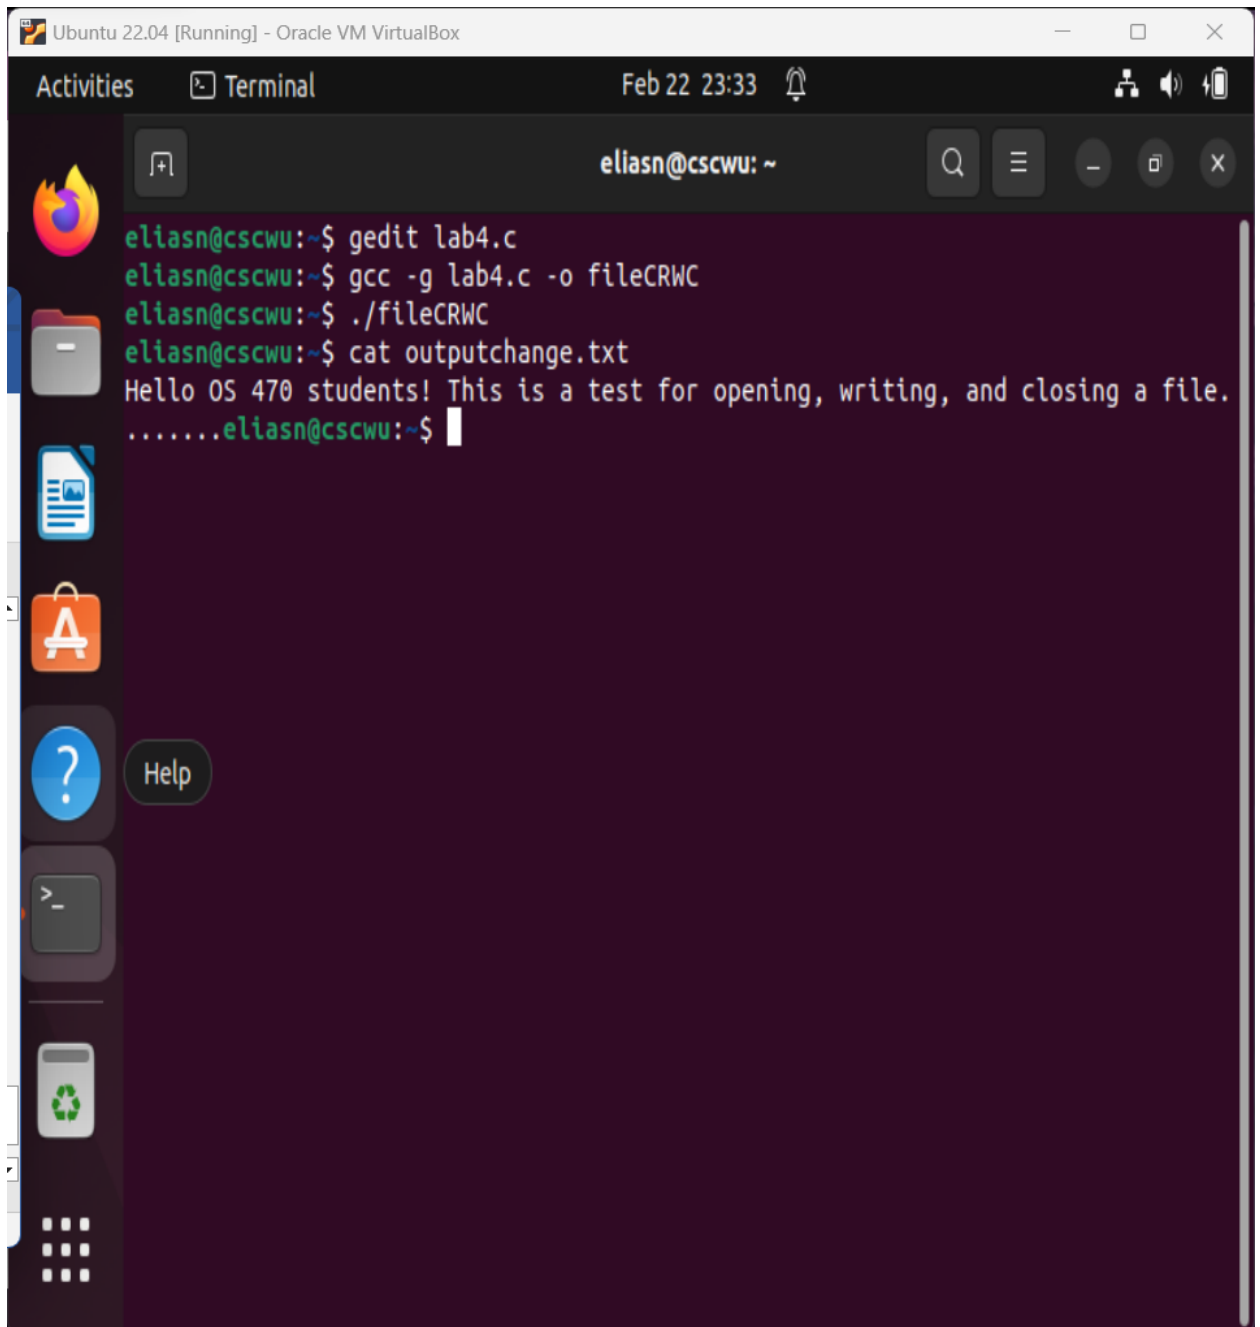 Ubuntu 22.04 [Running] - Oracle VM VirtualBox
Activities Terminal Feb 22 23:33
eliasn@cscwu: ~
eliasn@cscwu:~$ gedit lab4.c
eliasn@cscwu:~$ gcc -g lab4.c -o fileCRWC
eliasn@cscwu:~$ ./fileCRWC
eliasn@cscwu:~$ cat outputchange.txt
Hello OS 470 students! This is a test for opening, writing, and closing a file.
.......eliasn@cscwu:~$
Help